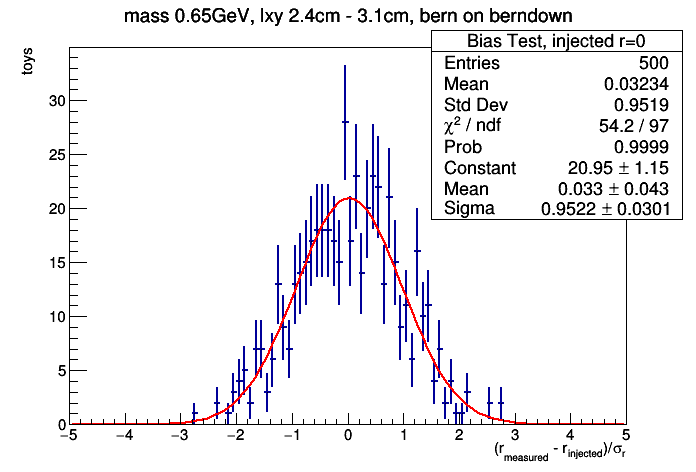 mass 0.65GeV, lxy 2.4cm - 3.1cm, bern on berndown
toys
Bias Test, injected r=0
Entries 500
Mean 0.03234
Std Dev 0.9519
χ² / ndf 54.2 / 97
Prob 0.9999
Constant 20.95 ± 1.15
Mean 0.033 ± 0.043
Sigma 0.9522 ± 0.0301
30
25
20
15
10
5
0
−5 −4 −3 −2 −1 0 1 2 3 4 5
(r_measured - r_injected)/σ_r